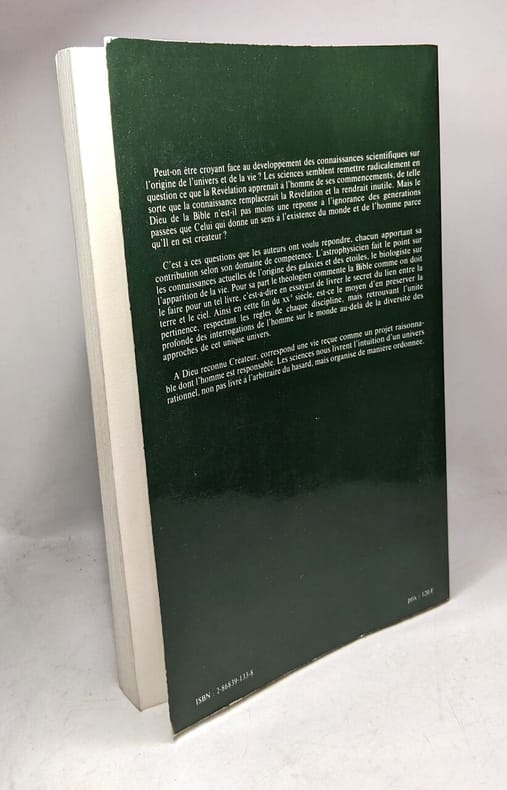 Peut-on être croyant face au développement des connaissances scientifiques sur
l'origine de l'univers et de la vie ? Les sciences semblent remettre radicalement en
question ce que la Révélation apprenait à l'homme de ses commencements, de telle
sorte que la connaissance remplacerait la Révélation et la rendrait inutile. Mais le
Dieu de la Bible n'est-il pas moins une réponse à l'ignorance des générations
passées que Celui qui donne un sens à l'existence du monde et de l'homme parce
qu'Il en est créateur ?
C'est à ces questions que les auteurs ont voulu répondre, chacun apportant sa
contribution selon son domaine de compétence. L'astrophysicien fait le point sur
les connaissances actuelles de l'origine des galaxies et des étoiles, le biologiste sur
l'apparition de la vie. Pour sa part le théologien commente la Bible comme on doit
le faire pour un tel livre, c'est-à-dire en essayant de livrer le secret du lien entre la
terre et le ciel. Ainsi en cette fin du XXe siècle, est-ce le moyen d'en préserver la
pertinence, respectant les règles de chaque discipline, mais retrouvant l'unité
profonde des interrogations de l'homme sur le monde au-delà de la diversité des
approches de cet unique univers.
A Dieu reconnu Créateur, correspond une vie reçue comme un projet raisonna-
ble dont l'homme est responsable. Les sciences nous livrent l'intuition d'un univers
rationnel, non pas livré a l'arbitraire du hasard, mais organisé de manière ordonnée.
prix : 120 F
ISBN : 2-86839-133-8